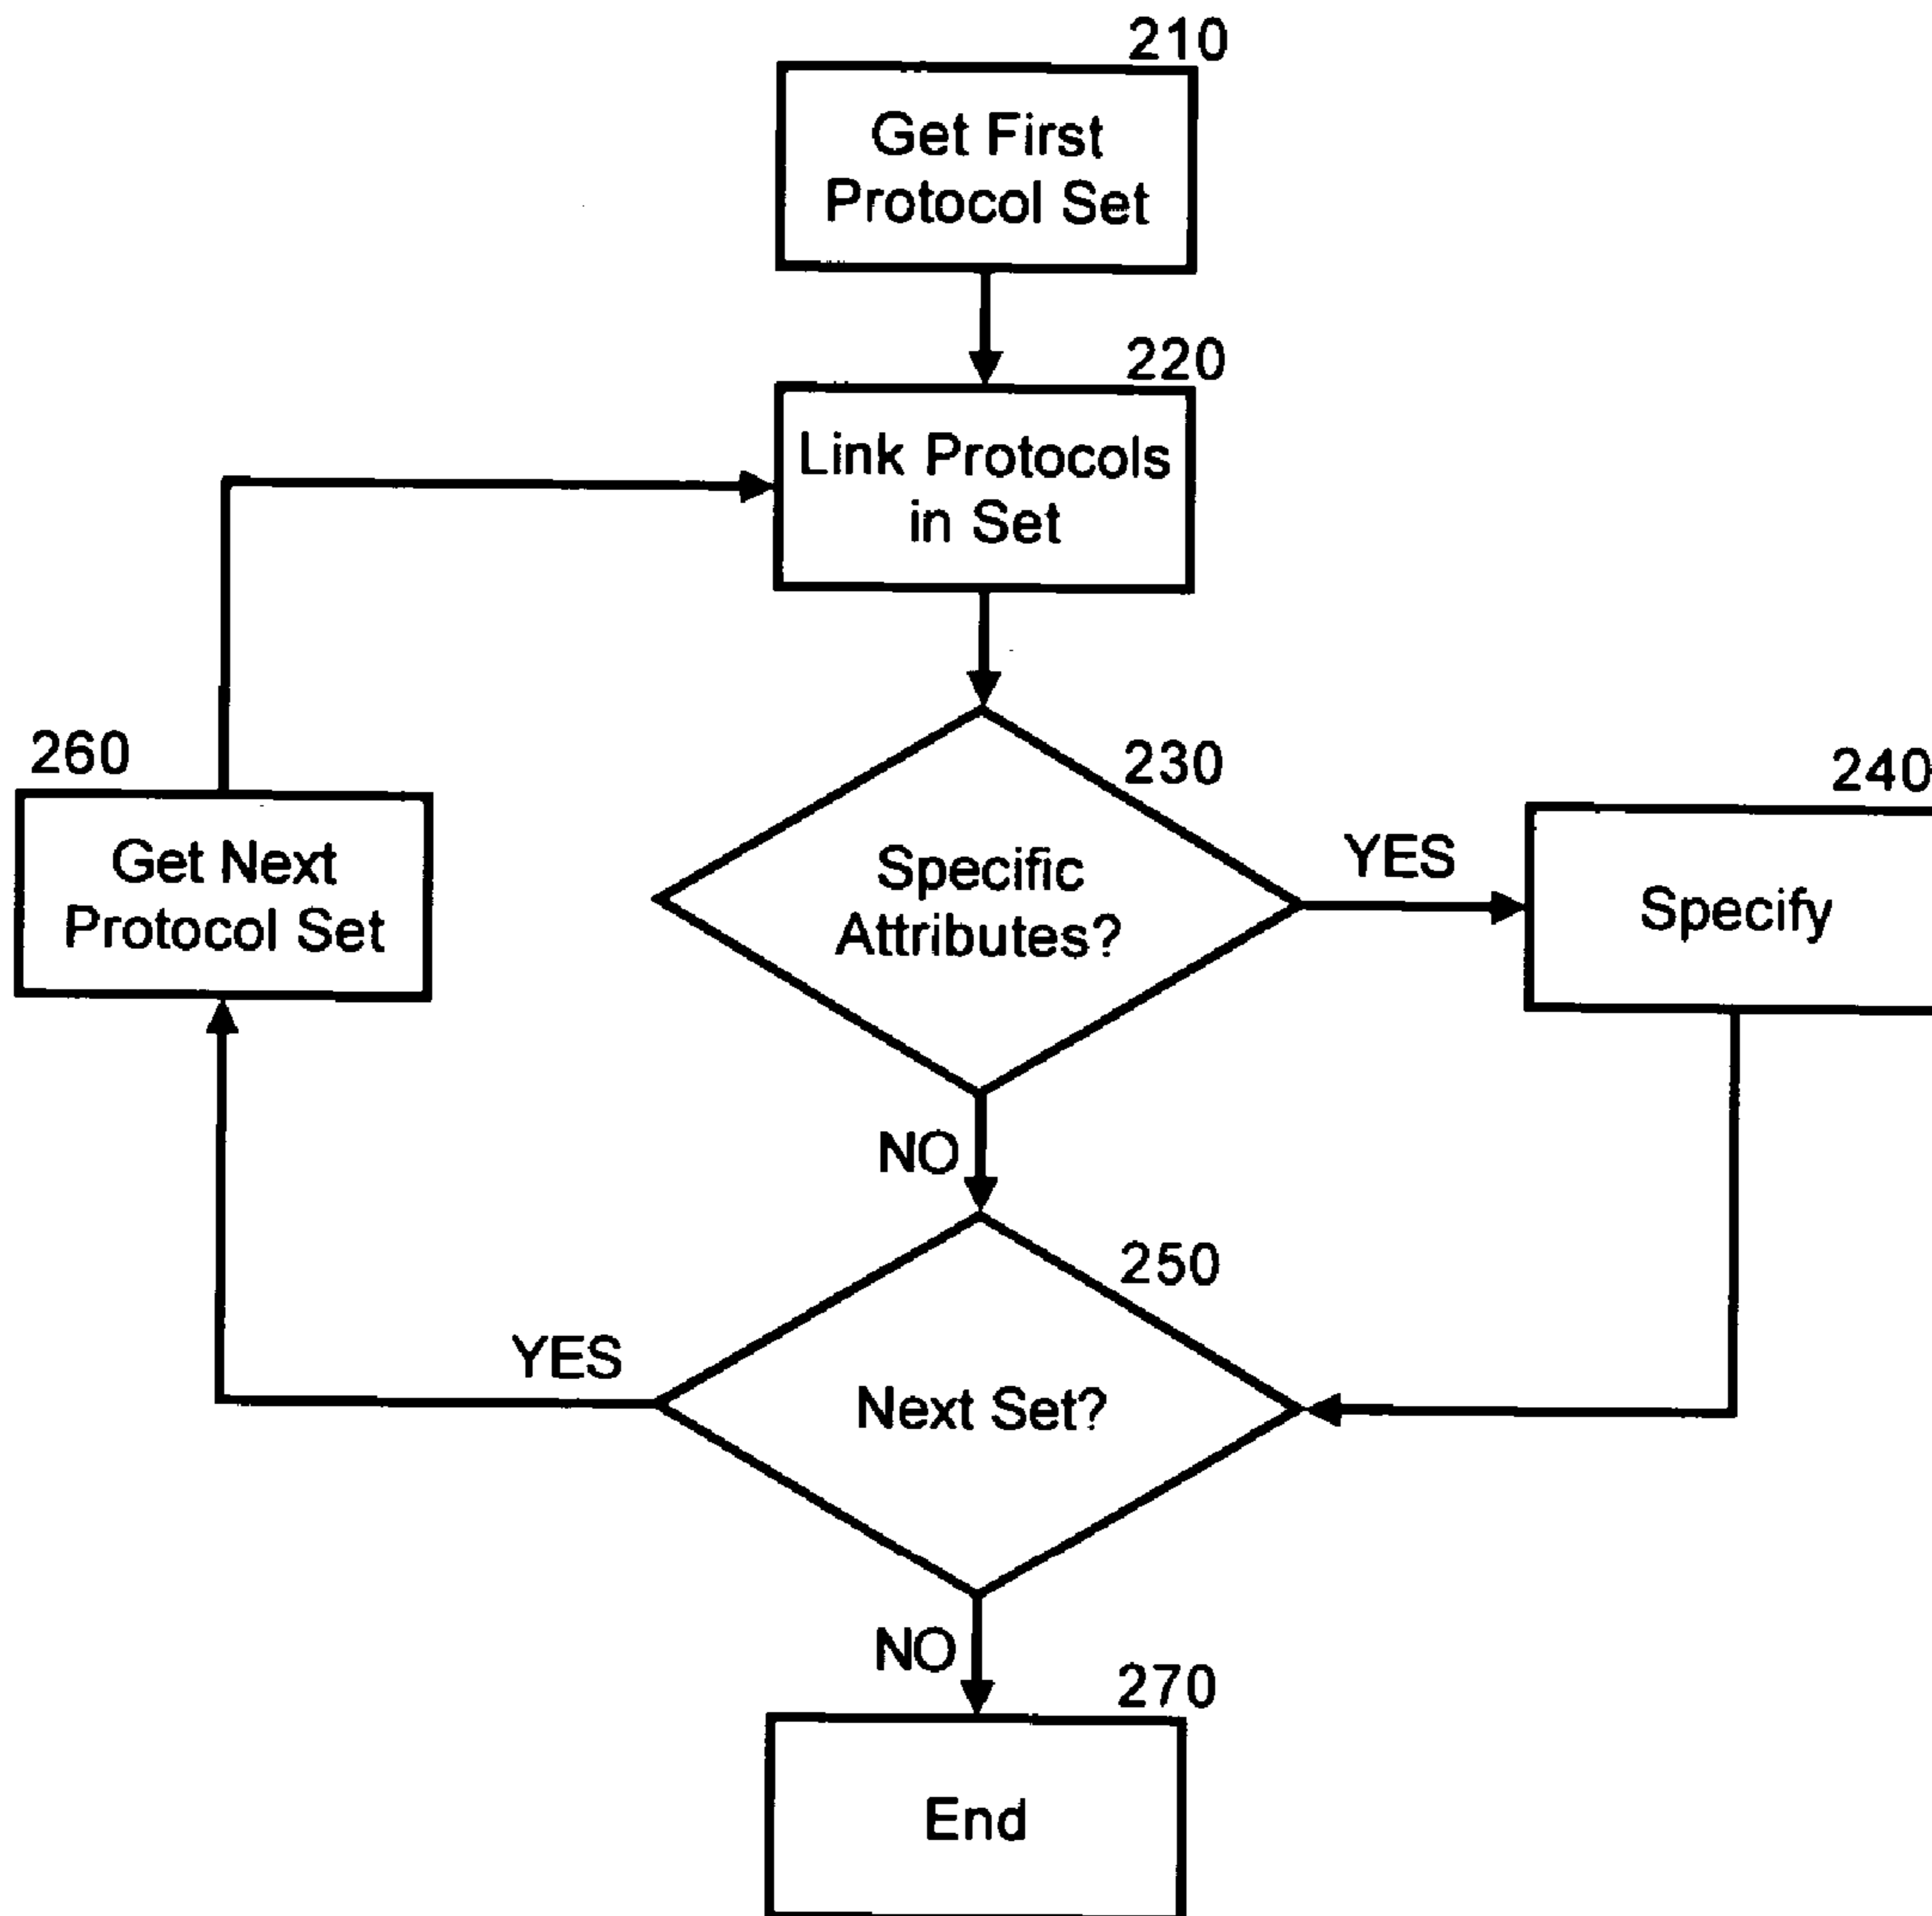 210
Get First
Protocol Set
220
Link Protocols
in Set
230
Specific
Attributes?
YES
240
Specify
260
Get Next
Protocol Set
NO
250
Next Set?
YES
NO
270
End